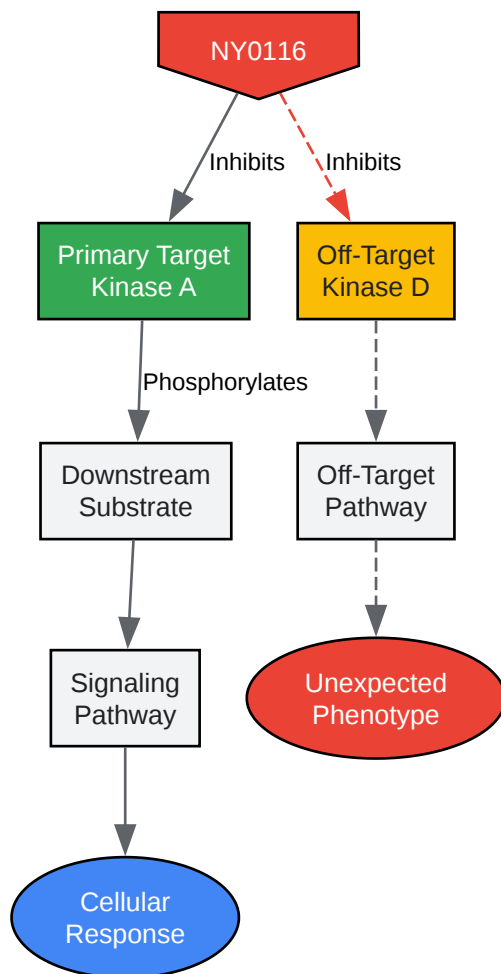 NY0116
Inhibits
Inhibits
Primary Target
Kinase A
Off-Target
Kinase D
Phosphorylates
Downstream
Substrate
Off-Target
Pathway
Signaling
Pathway
Unexpected
Phenotype
Cellular
Response